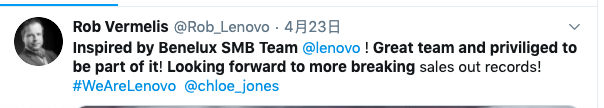 Rob Vermelis @Rob_Lenovo · 4月23日
Inspired by Benelux SMB Team @lenovo ! Great team and priviliged to
be part of it! Looking forward to more breaking sales out records!
#WeAreLenovo @chloe_jones